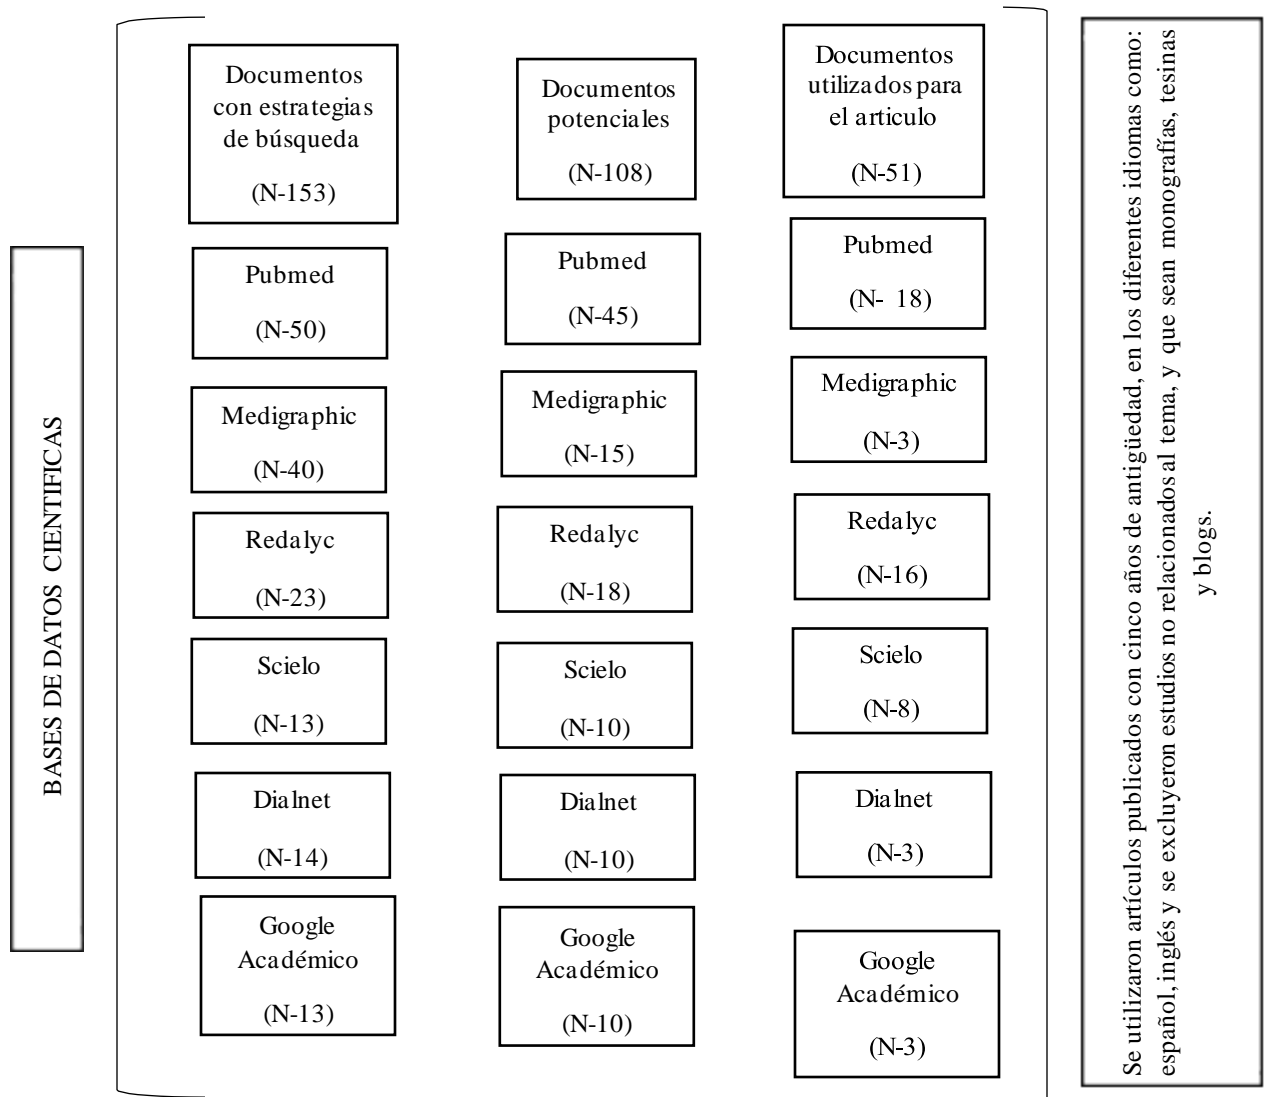 BASES DE DATOS CIENTIFICAS
Documentos
con estrategias
de búqueda
(N-153)
Pubmed
(N-50)
Medigraphic
(N-40)
Redalyc
(N-23)
Scielo
(N-13)
Dialnet
(N-14)
Google
Académico
(N-13)
Documentos
potenciales
(N-108)
Pubmed
(N-45)
Medigraphic
(N-15)
Redalyc
(N-18)
Scielo
(N-10)
Dialnet
(N-10)
Google
Académico
(N-10)
Documentos
utilizados para
el articulo
(N-51)
Pubmed
(N- 18)
Medigraphic
(N-3)
Redalyc
(N-16)
Scielo
(N-8)
Dialnet
(N-3)
Google
Académico
(N-3)
Se utilizaron artículos publicados con cinco años de antigüedad, en los diferentes idiomas como:
español, inglés y se excluyeron estudios no relacionados al tema, y que sean monografías, tesinas
y blogs.